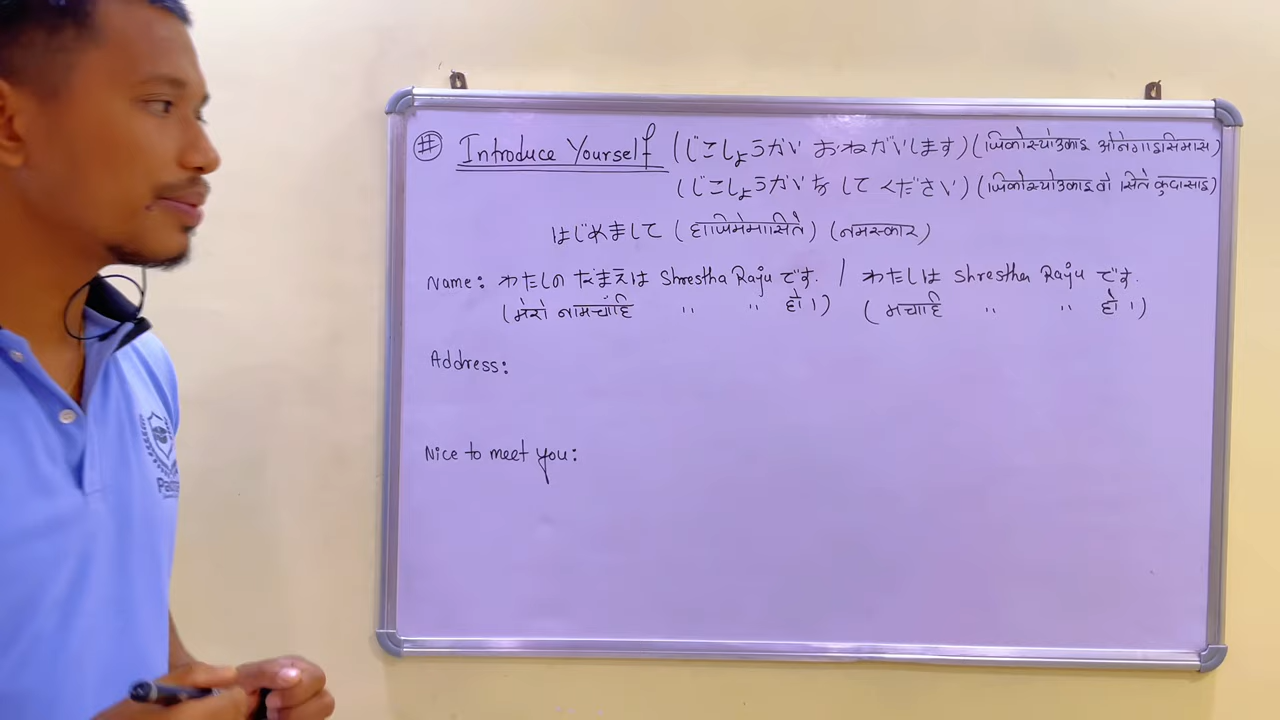 # Introduce Yourself (じこしょうかい おねがいします) (जिकोस्योउकाइ ओनेगाइसिमास)
(じこしょうかいを してください) (जिकोस्योउकाइ वो सिते कुदासाइ)
はじめまして (हाजिमेमासिते) (नमस्कार)
Name: わたしの なまえは Shrestha Raju です. / わたしは Shrestha Raju です.
(मेरो नामचाँहि " " हो।) (मचाहि " " हो।)
Address:
Nice to meet you: